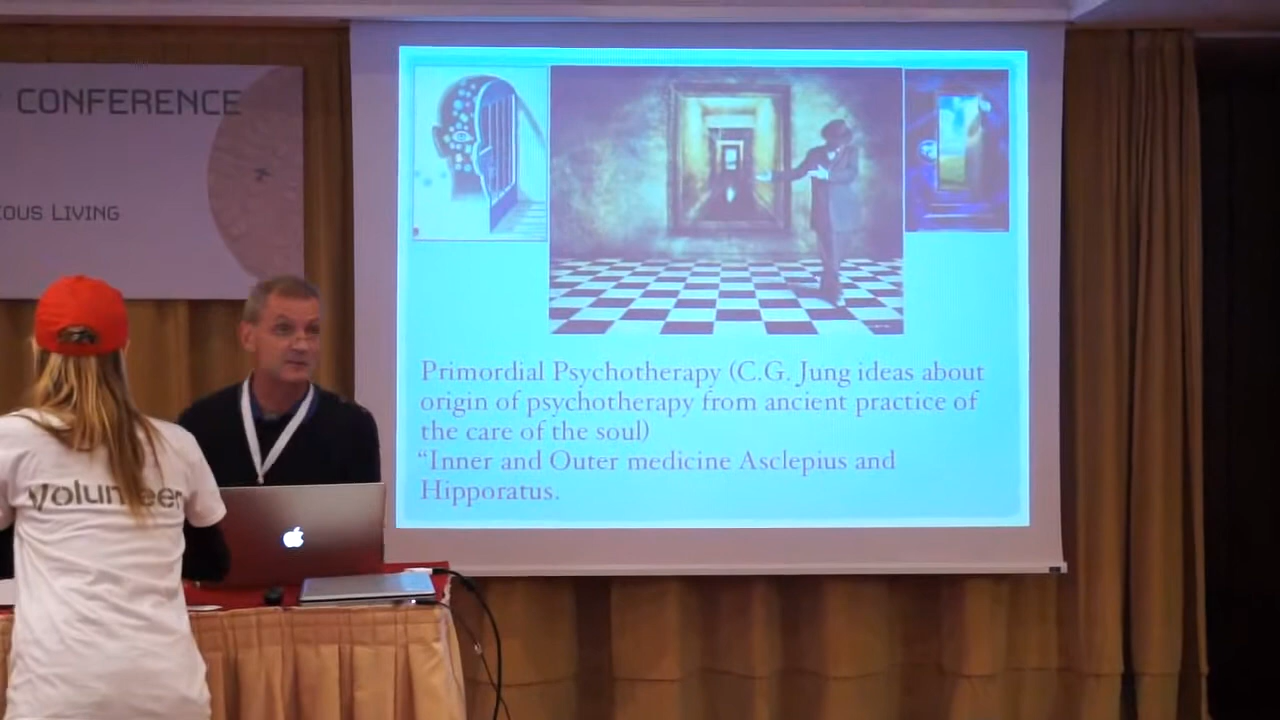 CONFERENCE
LIVING
Volunteer
Primordial Psychotherapy (C.G. Jung ideas about
origin of psychotherapy from ancient practice of
the care of the soul)
“Inner and Outer medicine Asclepius and
Hipporatus.